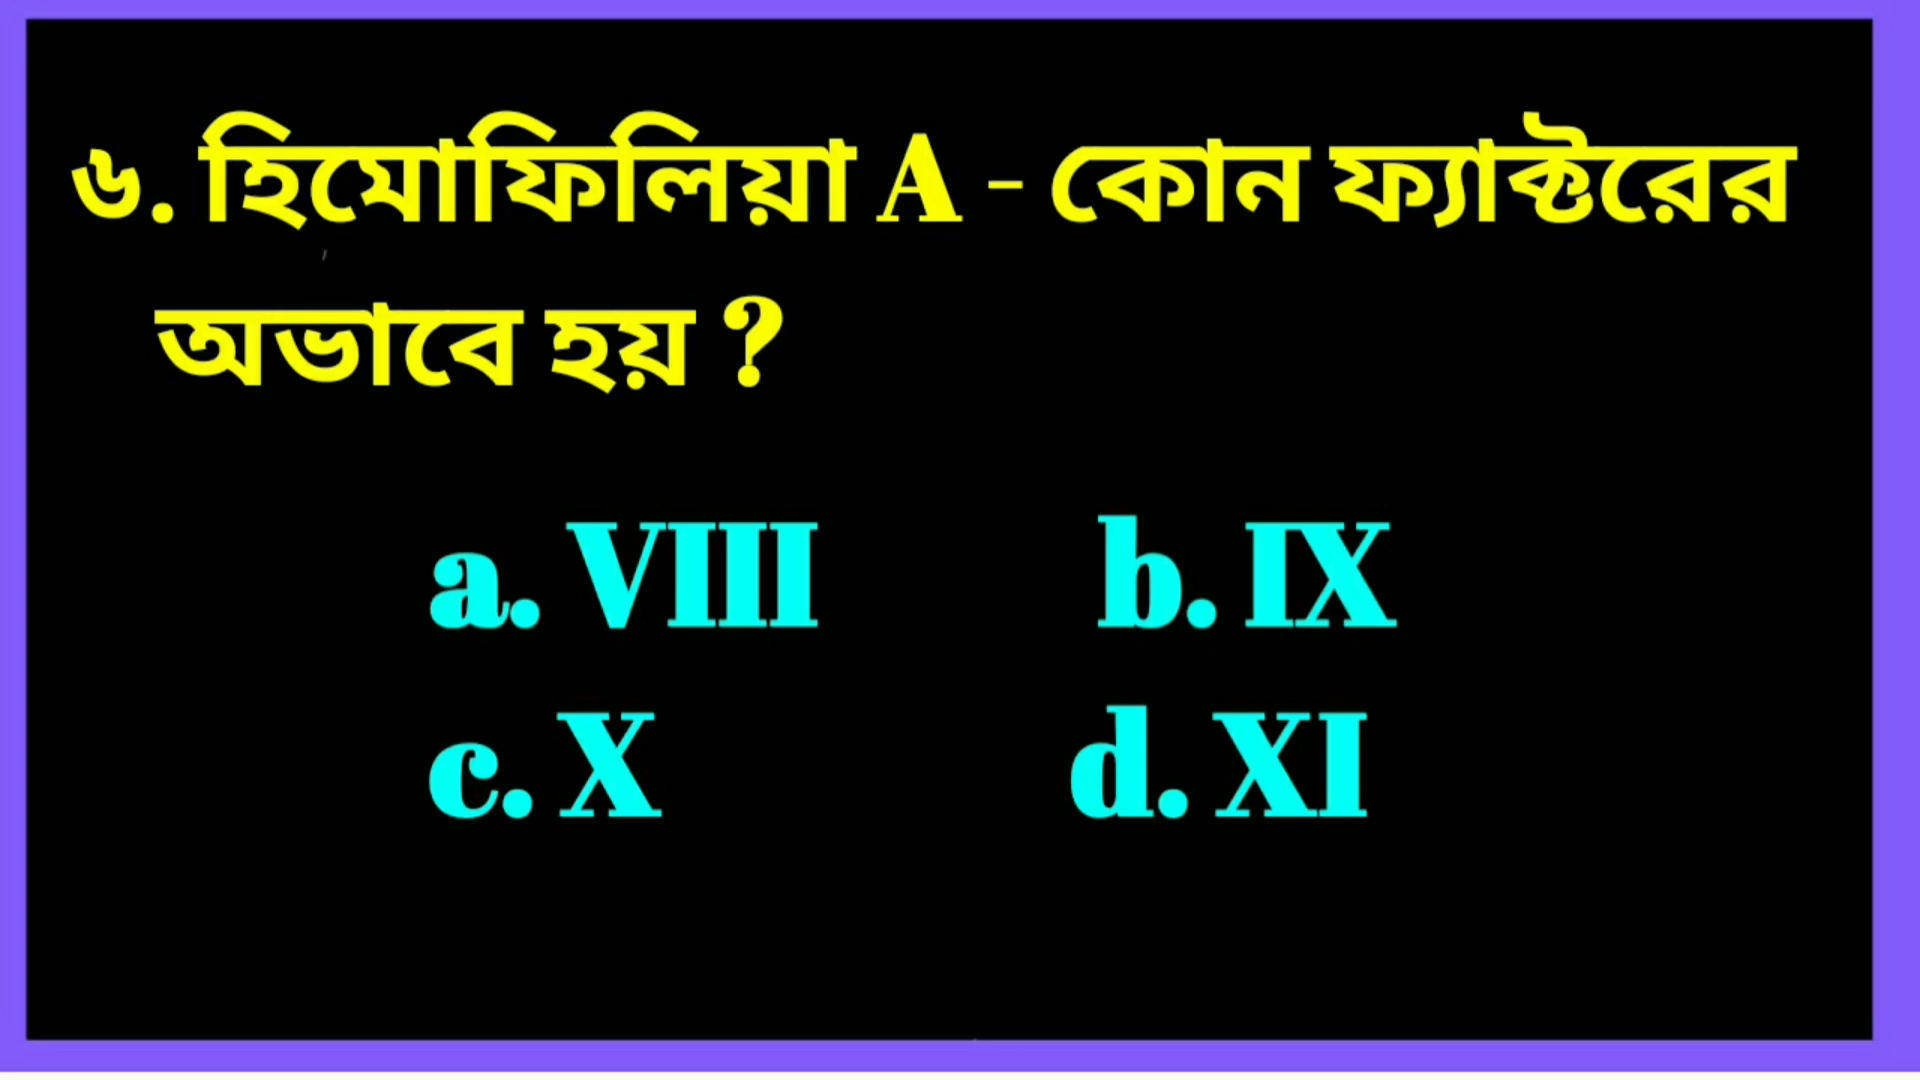 ৬. হিমোফিলিয়া A - কোন ফ্যাক্টরের
অভাবে হয় ?
a. VIII b. IX
c. X d. XI